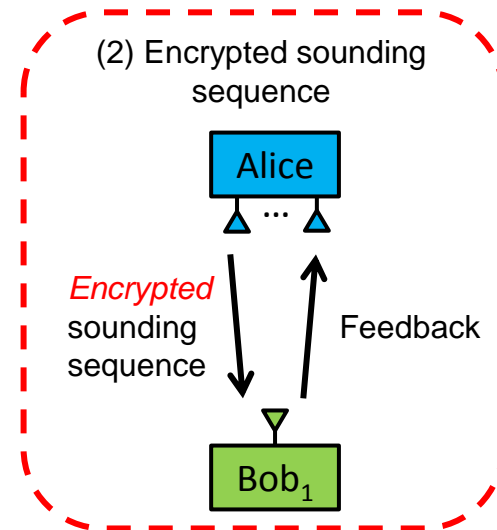 (2) Encrypted sounding
sequence
Alice
...
Encrypted
sounding
sequence
Feedback
Bob₁